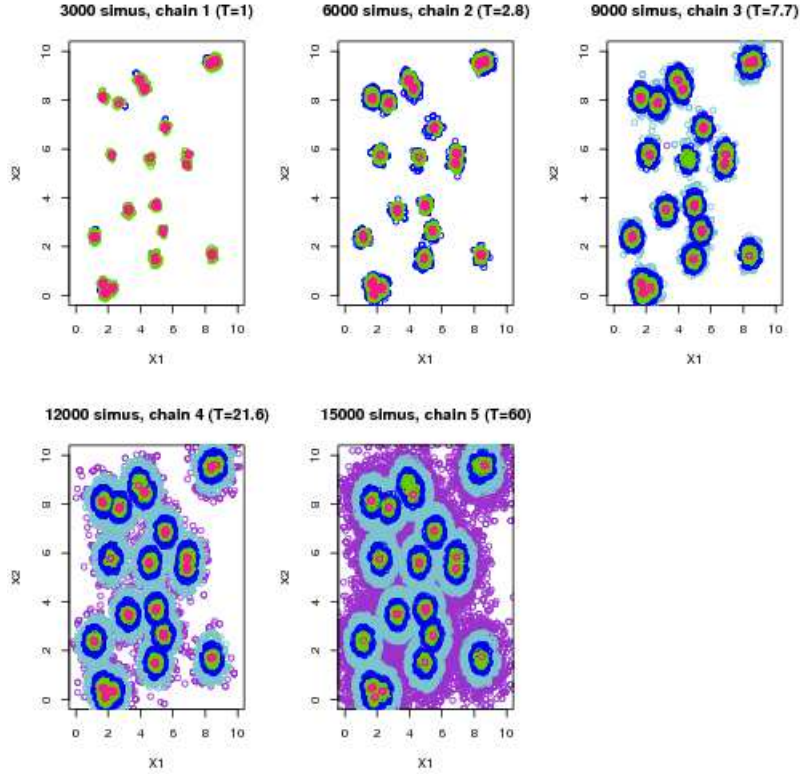 3000 simus, chain 1 (T=1)
6000 simus, chain 2 (T=2.8)
9000 simus, chain 3 (T=7.7)
X2
10
8
6
4
2
0
0 2 4 6 8 10
X1
X2
10
8
6
4
2
0
0 2 4 6 8 10
X1
X2
10
8
6
4
2
0
0 2 4 6 8 10
X1
12000 simus, chain 4 (T=21.6)
15000 simus, chain 5 (T=60)
X2
10
8
6
4
2
0
0 2 4 6 8 10
X1
X2
10
8
6
4
2
0
0 2 4 6 8 10
X1